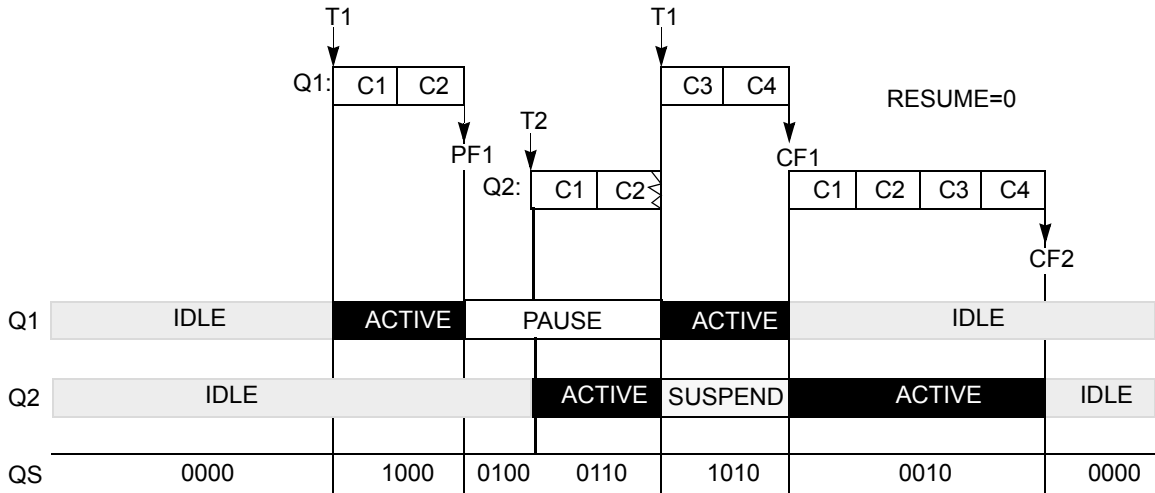 T1 T1
Q1: C1 C2 C3 C4 RESUME=0
T2
PF1 CF1
Q2: C1 C2 C1 C2 C3 C4
CF2
Q1 IDLE ACTIVE PAUSE ACTIVE IDLE
Q2 IDLE ACTIVE SUSPEND ACTIVE IDLE
QS 0000 1000 0100 0110 1010 0010 0000